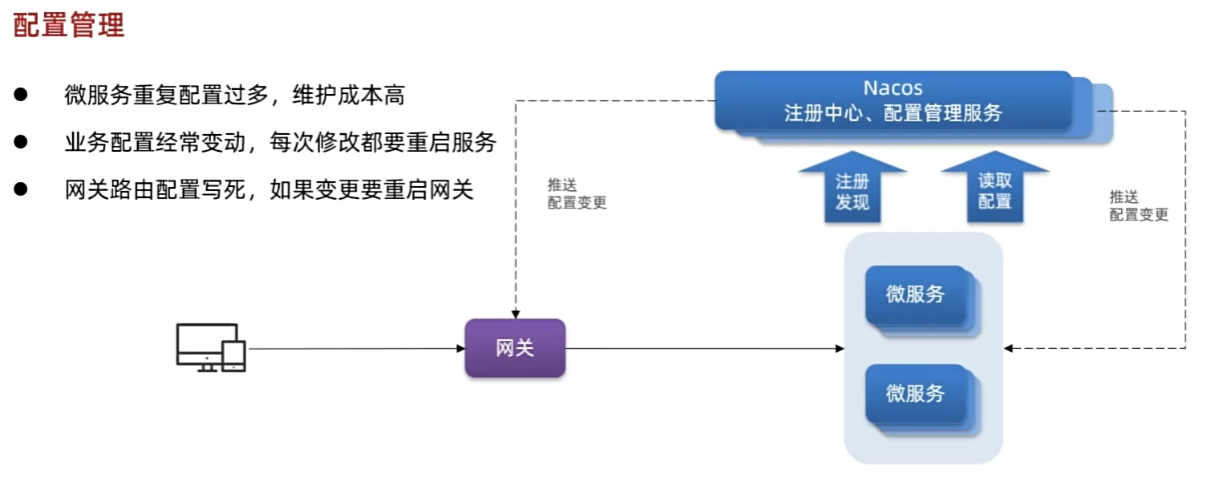 配置管理
● 微服务重复配置过多，维护成本高
● 业务配置经常变动，每次修改都要重启服务
● 网关路由配置写死，如果变更要重启网关
Nacos
注册中心、配置管理服务
推送
配置变更
注册
发现
读取
配置
推送
配置变更
微服务
网关
微服务